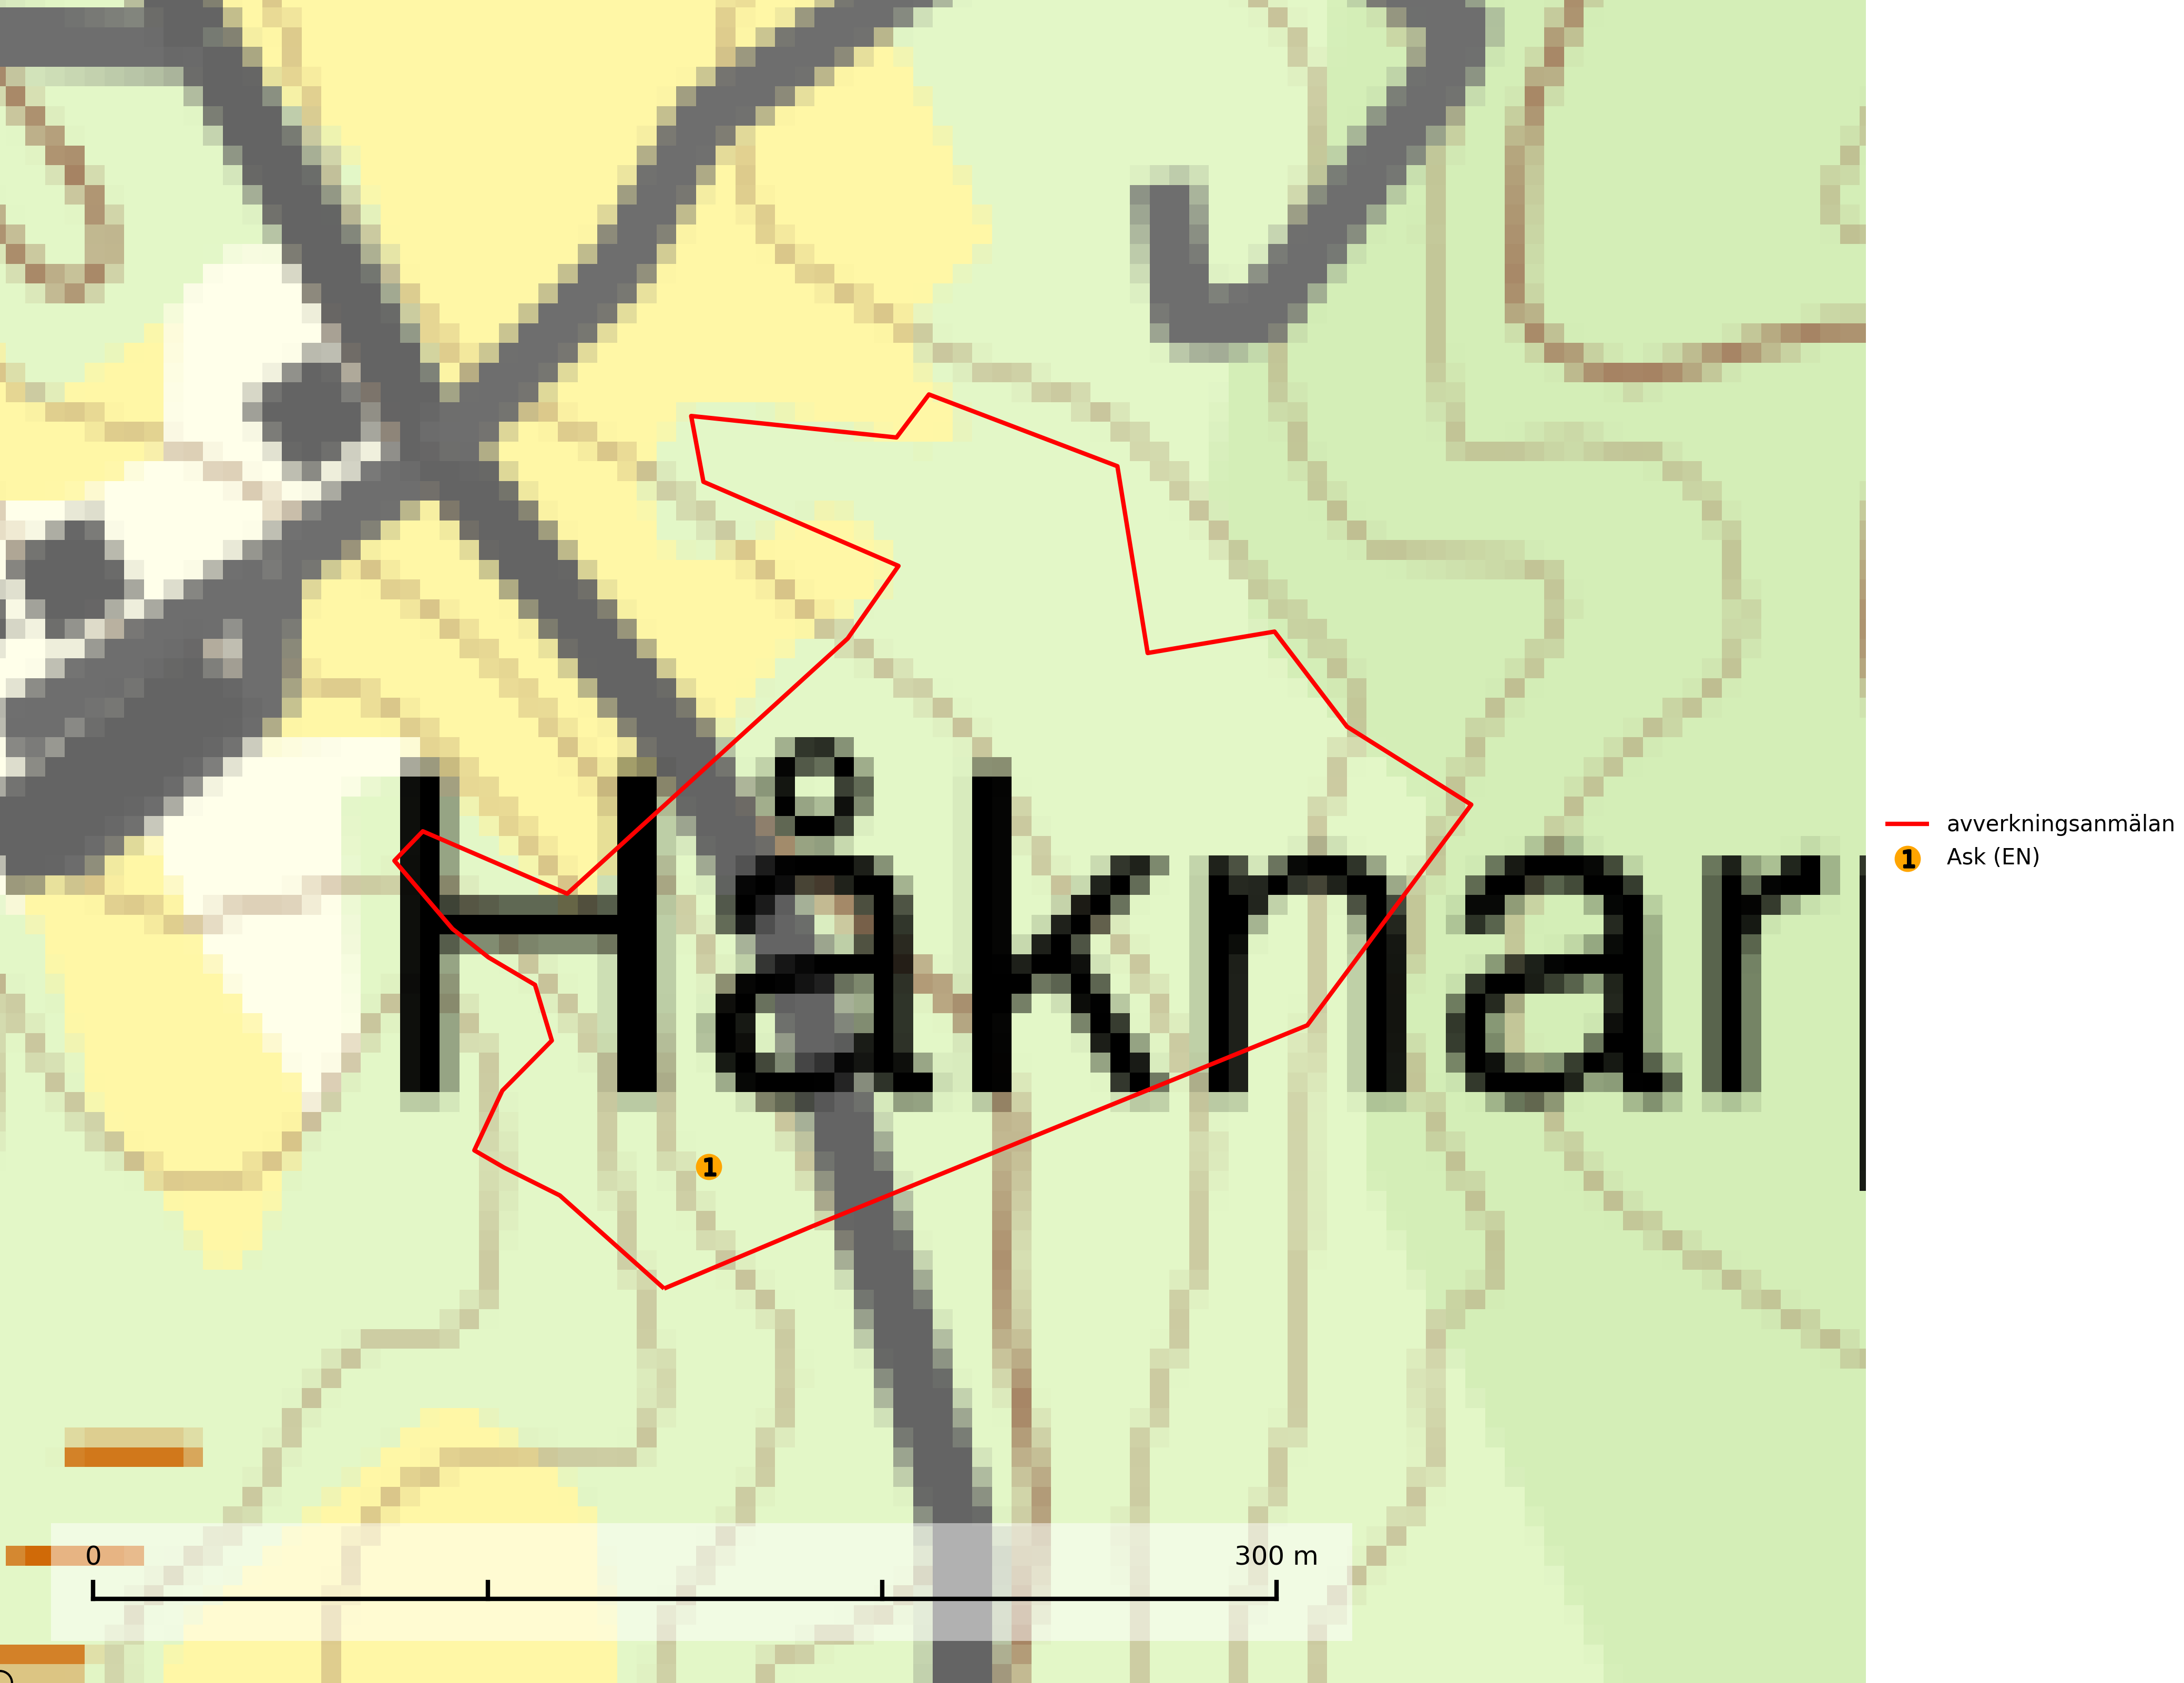 Håknar
1
avverkningsanmälan
1 Ask (EN)
0 300 m